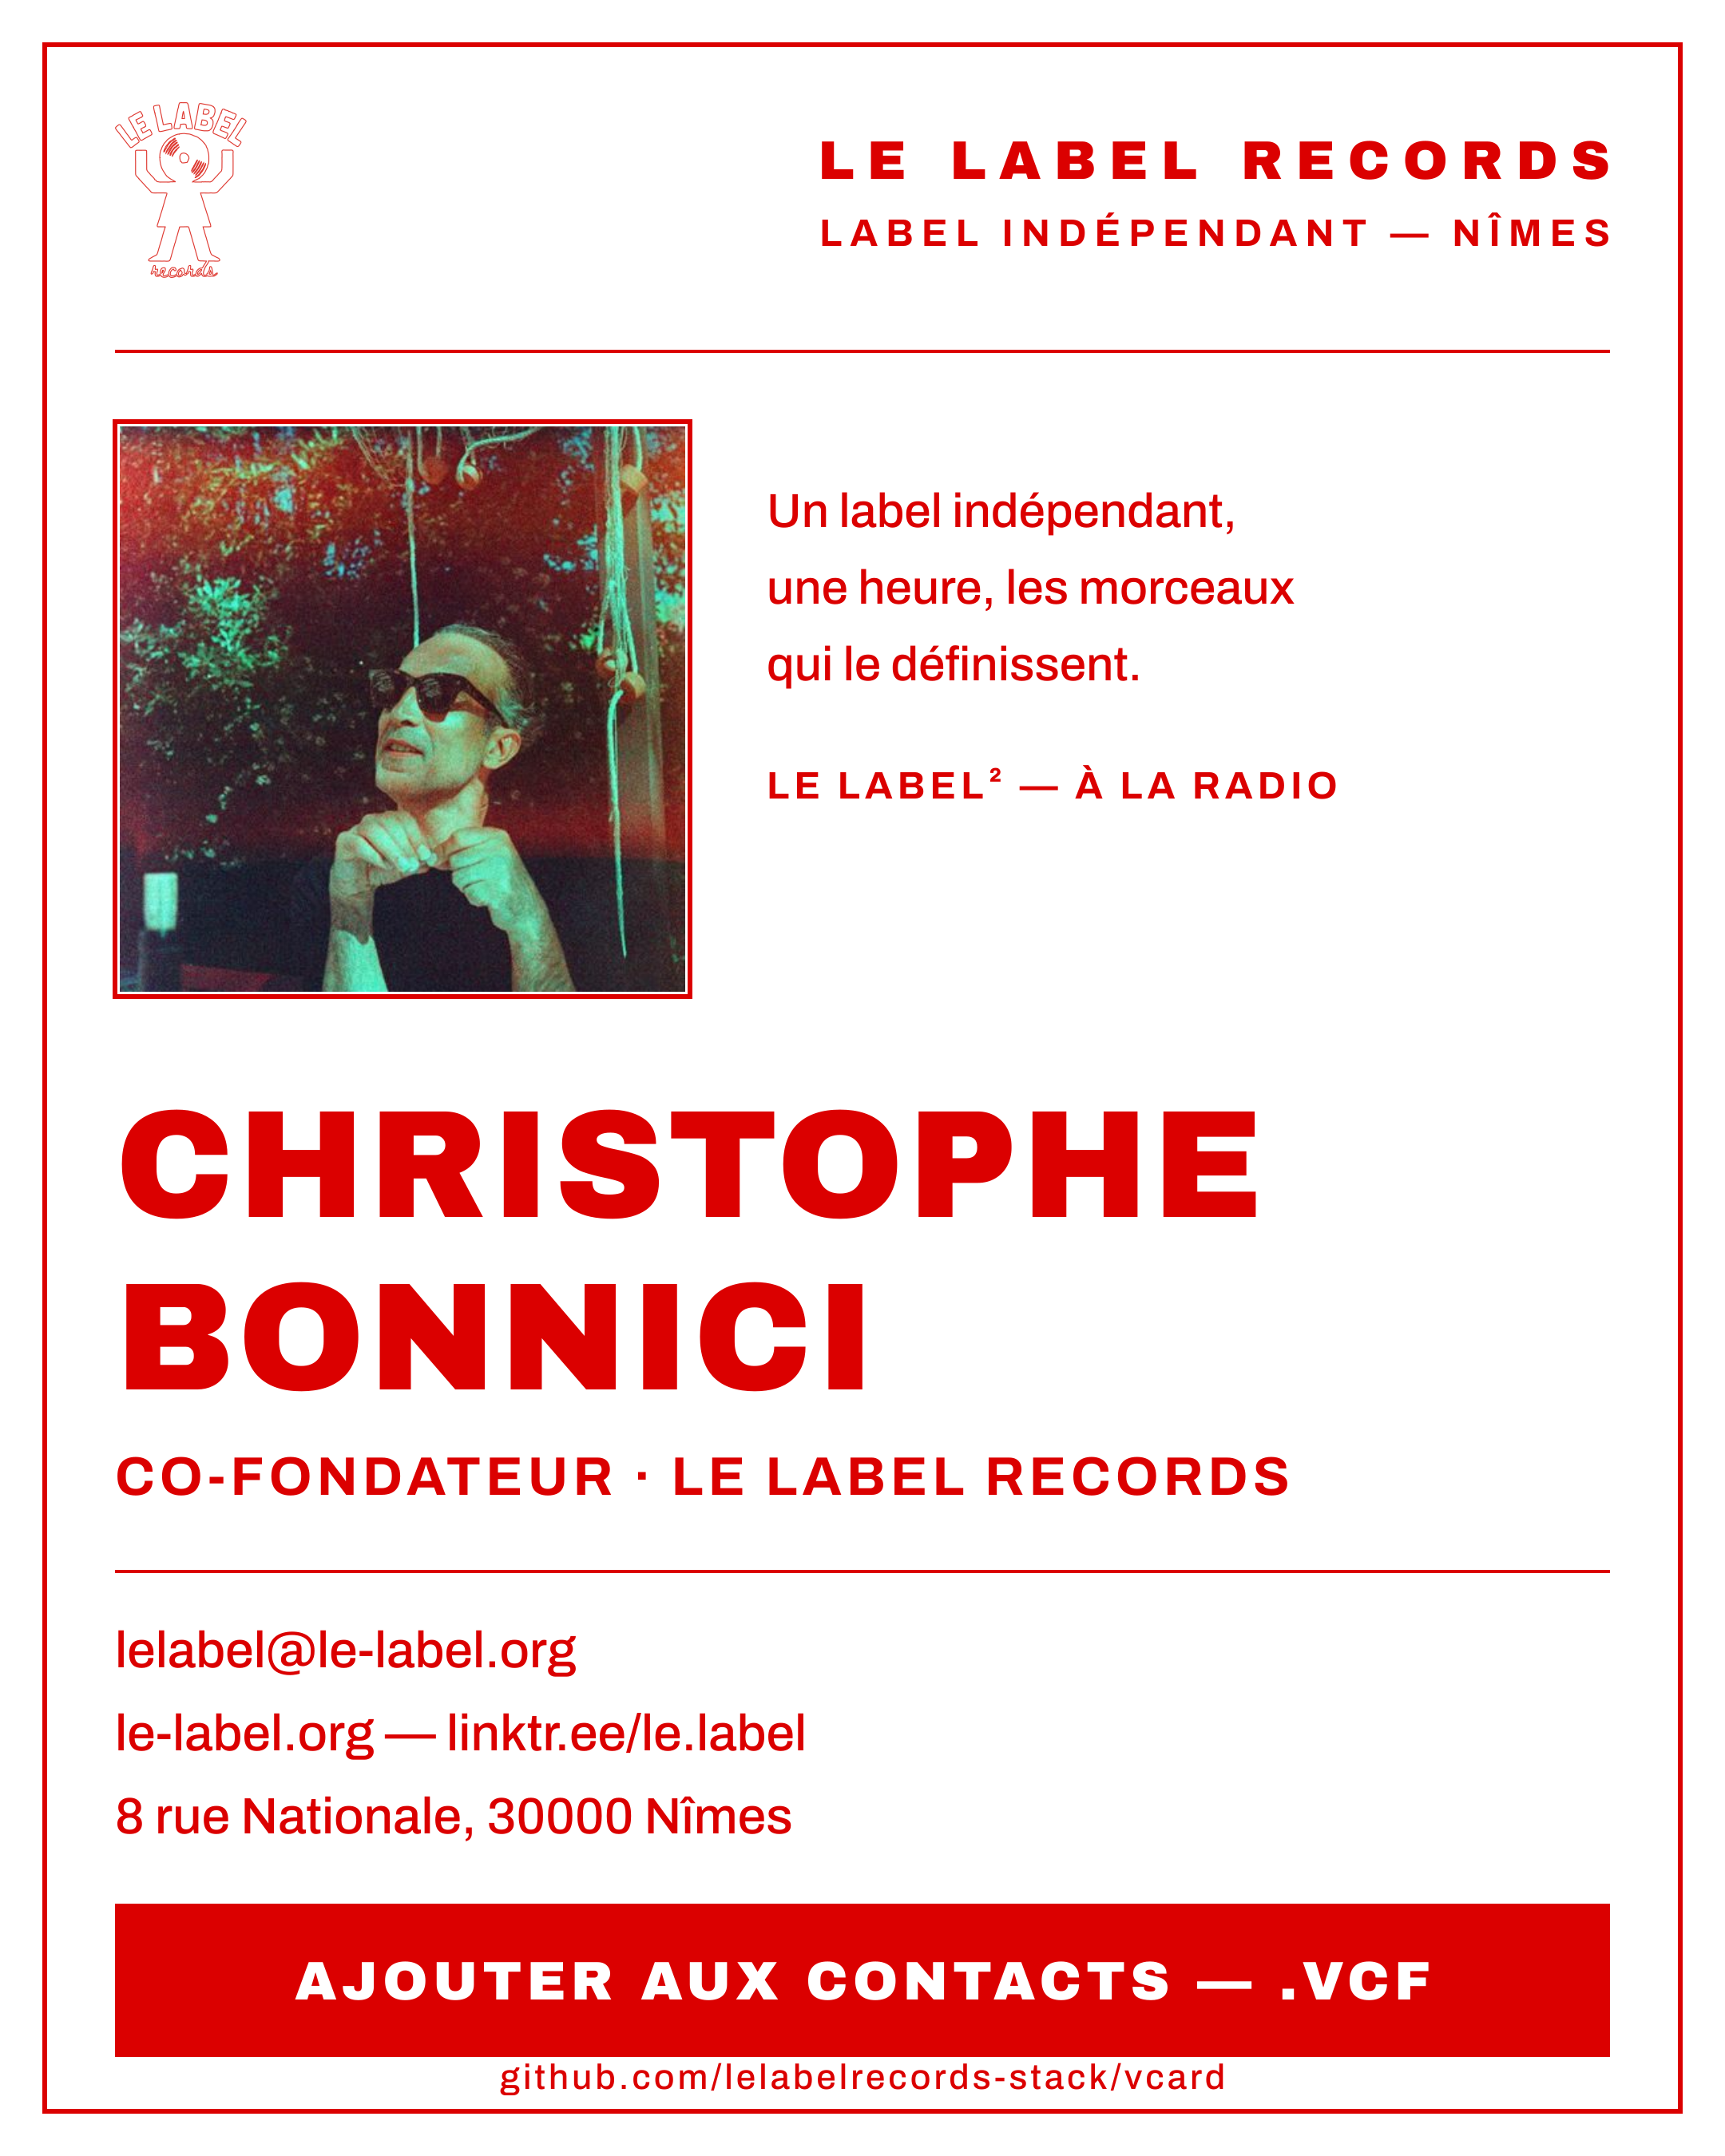 LE LABEL
records
LE LABEL RECORDS
LABEL INDÉPENDANT — NÎMES
Un label indépendant,
une heure, les morceaux
qui le définissent.
LE LABEL² — À LA RADIO
CHRISTOPHE
BONNICI
CO-FONDATEUR · LE LABEL RECORDS
lelabel@le-label.org
le-label.org — linktr.ee/le.label
8 rue Nationale, 30000 Nîmes
AJOUTER AUX CONTACTS — .VCF
github.com/lelabelrecords-stack/vcard